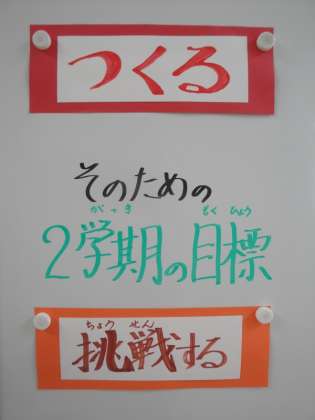 つくる
そのための
がっき もく ひょう
2学期の目標
ちょう せん
挑戦する